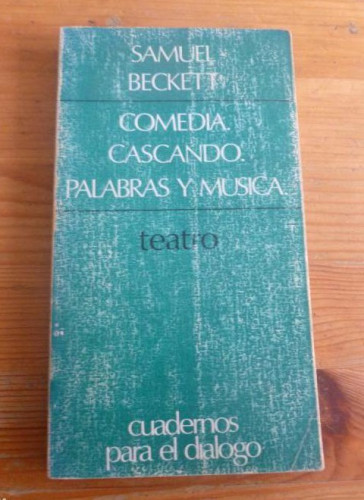 SAMUEL
BECKETT
COMEDIA.
CASCANDO.
PALABRAS Y MUSICA.
teatro
cuadernos
para el dialogo